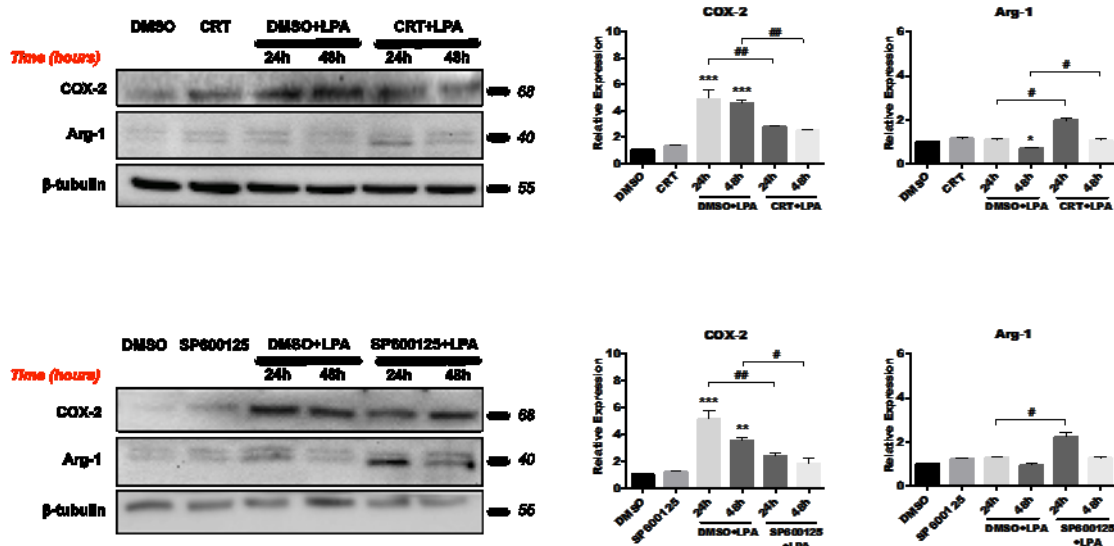 DMSO CRT DMSO+LPA CRT+LPA
Time (hours) 24h 48h 24h 48h
COX-2 68
Arg-1 40
β-tubulin 55
COX-2
Relative Expression
10
8
6
4
2
0
*** *** ## ##
DMSO CRT 24h 48h 24h 48h
DMSO+LPA CRT+LPA
Arg-1
Relative Expression
6
4
2
0
* # #
DMSO CRT 24h 48h 24h 48h
DMSO+LPA CRT+LPA
DMSO SP600125 DMSO+LPA SP600125+LPA
Time (hours) 24h 48h 24h 48h
COX-2 68
Arg-1 40
β-tubulin 55
COX-2
Relative Expression
10
8
6
4
2
0
*** ** ## #
DMSO SP600125 24h 48h 24h 48h
DMSO+LPA SP600125
+LPA
Arg-1
Relative Expression
6
4
2
0
#
DMSO SP600125 24h 48h 24h 48h
DMSO+LPA SP600125
+LPA